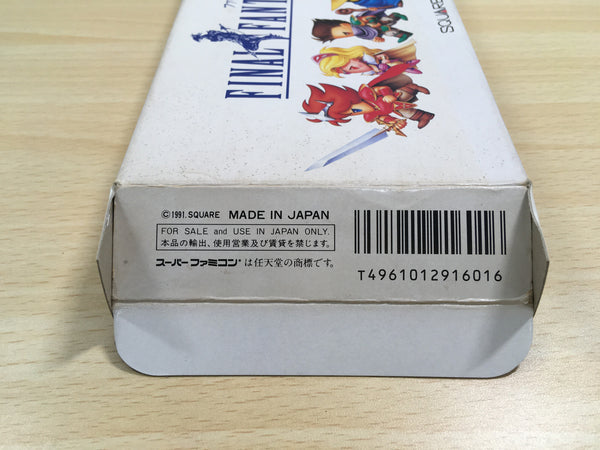 FINAL FAN
SQUARE
©1991. SQUARE MADE IN JAPAN
FOR SALE and USE IN JAPAN ONLY.
本品の輸出、使用営業及び賃貸を禁じます。
スーパーファミコン®は任天堂の商標です。
T4961012916016